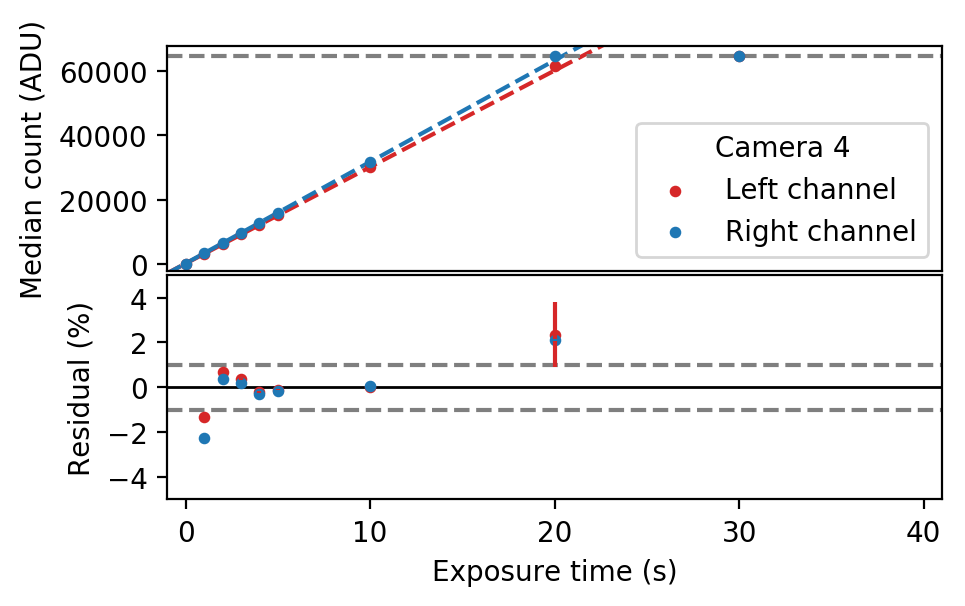 Median count (ADU)
60000
40000
20000
0
Camera 4
Left channel
Right channel
Residual (%)
4
2
0
−2
−4
0
10
20
30
40
Exposure time (s)